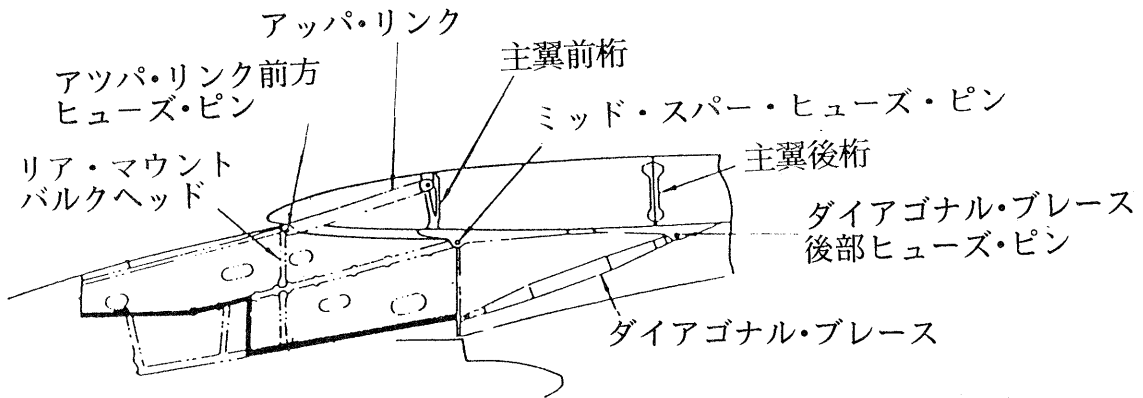 アッパ・リンク
主翼前桁
アツパ・リンク前方
ヒューズ・ピン
ミッド・スパー・ヒューズ・ピン
リア・マウント
バルクヘッド
主翼後桁
ダイアゴナル・ブレース
後部ヒューズ・ピン
ダイアゴナル・ブレース